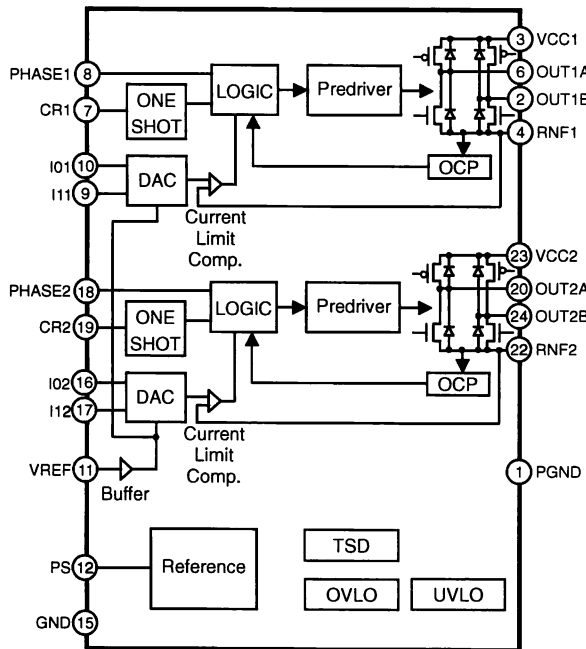 3 VCC1
PHASE1 8
6 OUT1A
LOGIC
Predriver
CR1 7
ONE
SHOT
2 OUT1B
4 RNF1
I01 10
DAC
OCP
I11 9
Current
Limit
Comp.
23 VCC2
PHASE2 18
20 OUT2A
LOGIC
Predriver
CR2 19
ONE
SHOT
24 OUT2B
22 RNF2
I02 16
DAC
OCP
I12 17
Current
Limit
Comp.
VREF 11
Buffer
1 PGND
TSD
PS 12
Reference
OVLO
UVLO
GND 15